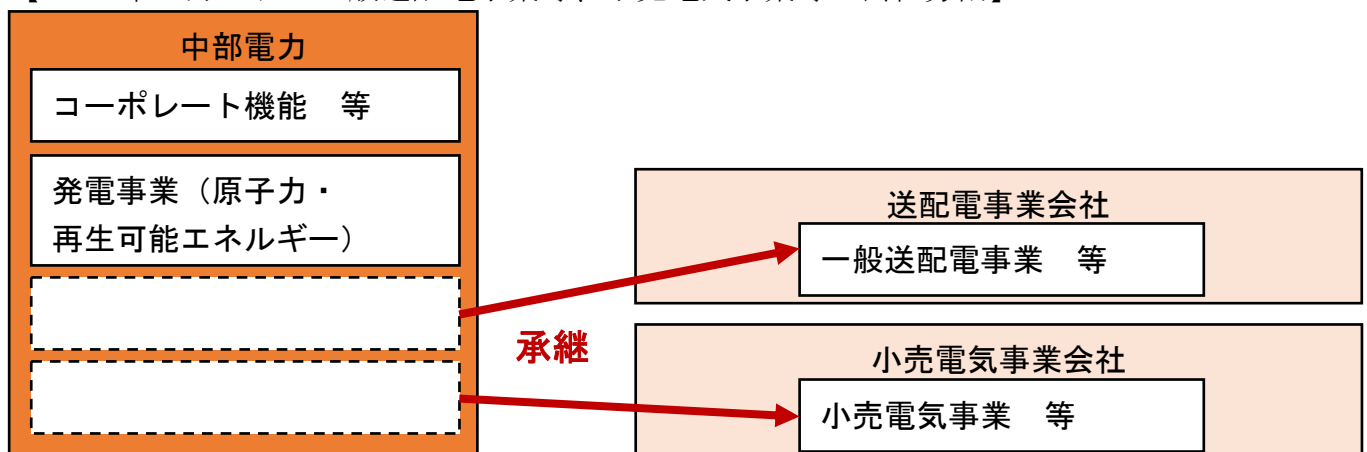 中部電力
コーポレート機能　等
発電事業（原子力・
再生可能エネルギー）
送配電事業会社
一般送配電事業　等
承継
小売電気事業会社
小売電気事業　等